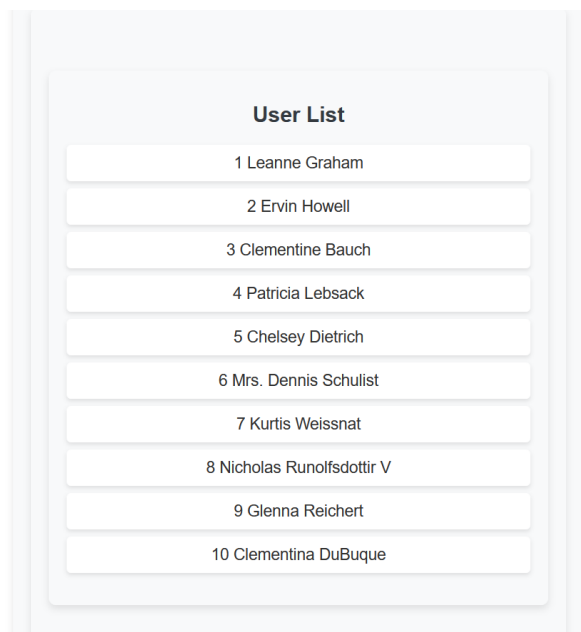 User List
1 Leanne Graham
2 Ervin Howell
3 Clementine Bauch
4 Patricia Lebsack
5 Chelsey Dietrich
6 Mrs. Dennis Schulist
7 Kurtis Weissnat
8 Nicholas Runolfsdottir V
9 Glenna Reichert
10 Clementina DuBuque